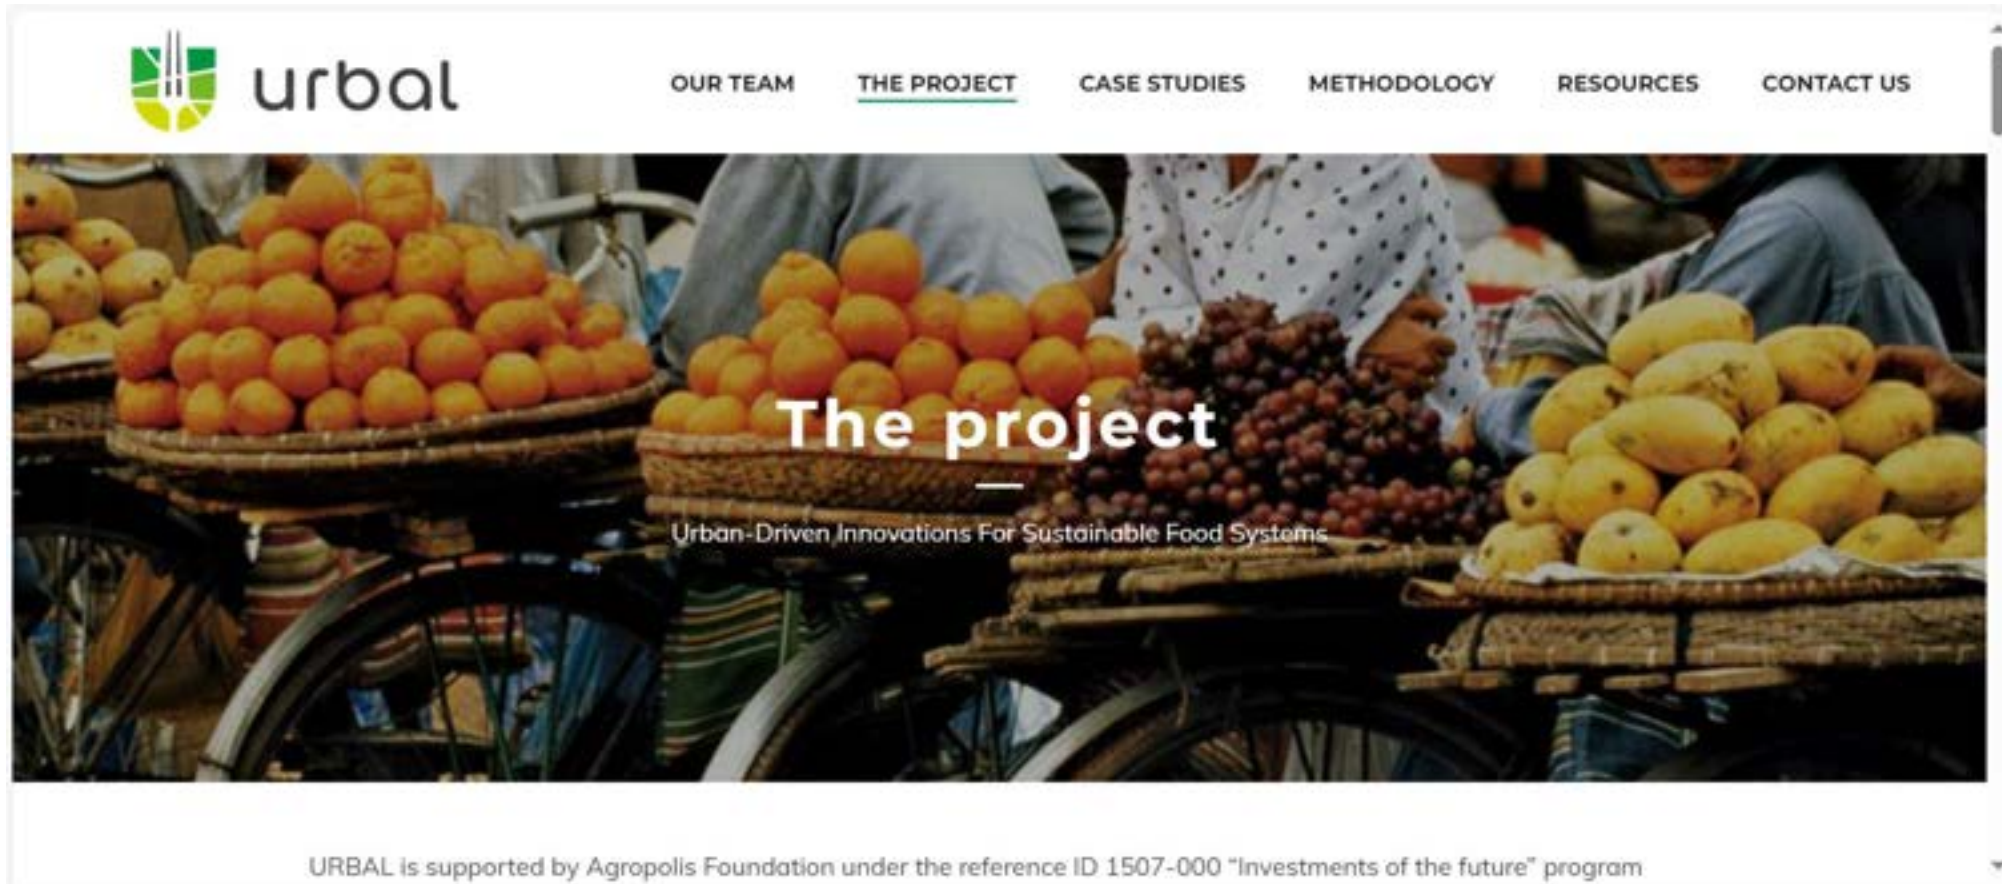 urbal
OUR TEAM THE PROJECT CASE STUDIES METHODOLOGY RESOURCES CONTACT US
The project
Urban-Driven Innovations For Sustainable Food Systems
URBAL is supported by Agropolis Foundation under the reference ID 1507-000 “Investments of the future” program